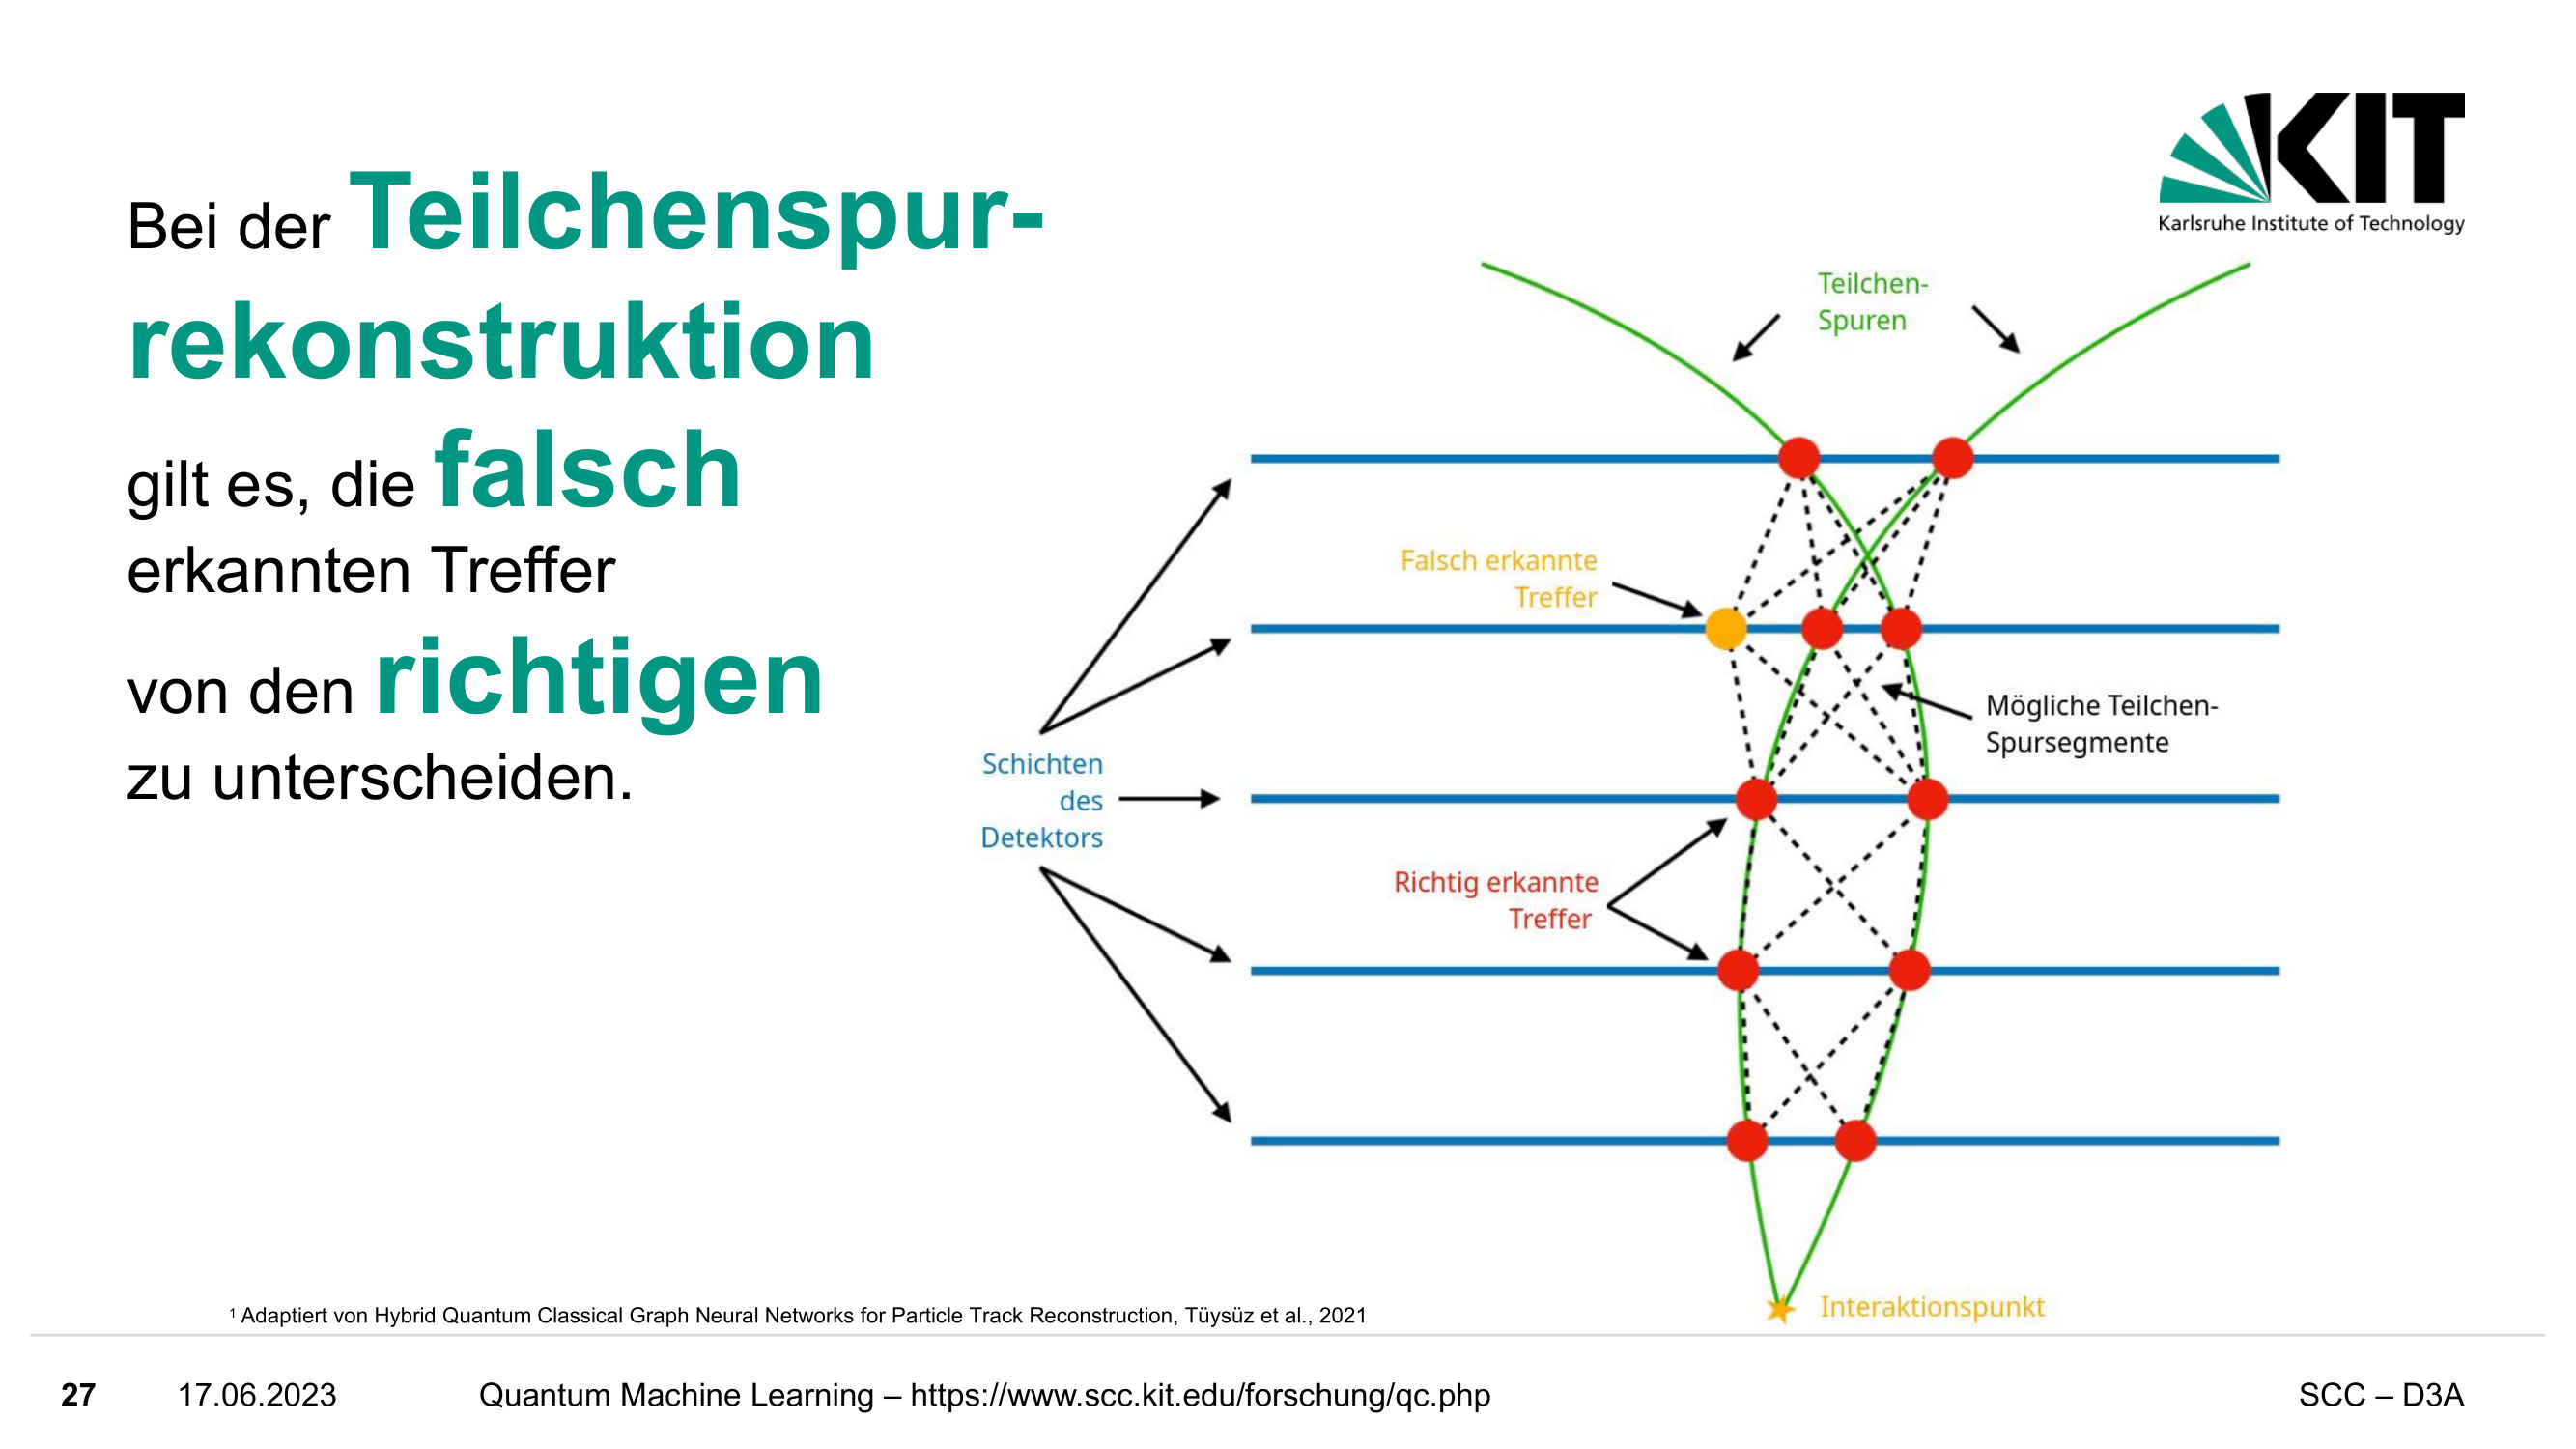 KIT
Karlsruhe Institute of Technology
Bei der Teilchenspur-
rekonstruktion
gilt es, die falsch
erkannten Treffer
von den richtigen
zu unterscheiden.
Teilchen-
Spuren
Falsch erkannte
Treffer
Mögliche Teilchen-
Spursegmente
Schichten
des
Detektors
Richtig erkannte
Treffer
Interaktionspunkt
¹ Adaptiert von Hybrid Quantum Classical Graph Neural Networks for Particle Track Reconstruction, Tüysüz et al., 2021
27 17.06.2023 Quantum Machine Learning – https://www.scc.kit.edu/forschung/qc.php SCC – D3A